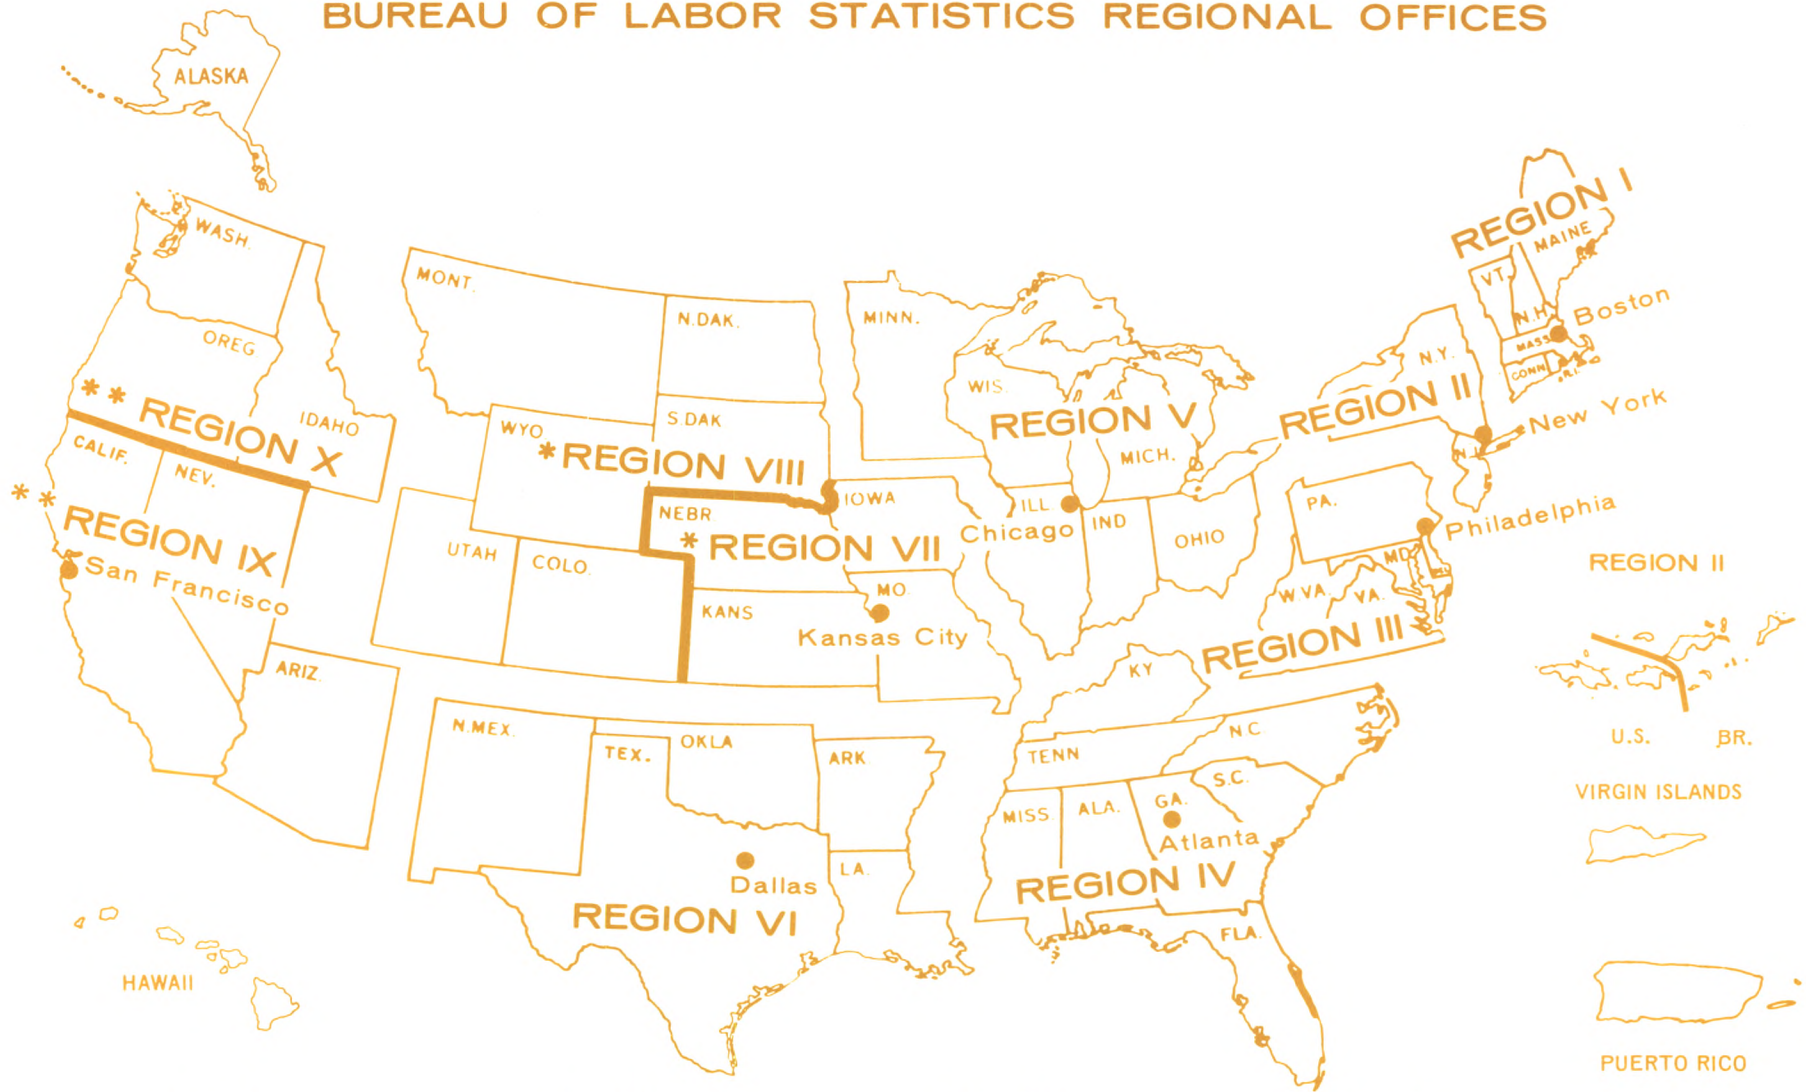 BUREAU OF LABOR STATISTICS REGIONAL OFFICES
ALASKA
WASH.
OREG.
IDAHO
** REGION X
CALIF.
NEV.
** REGION IX
San Francisco
ARIZ.
HAWAII
MONT.
N.DAK.
S.DAK
WYO
*REGION VIII
UTAH
COLO.
NEBR
* REGION VII
IOWA
KANS
MO
Kansas City
N.MEX.
TEX.
OKLA
ARK
LA.
Dallas
REGION VI
MINN.
WIS.
REGION V
MICH.
ILL
Chicago
IND
OHIO
KY
TENN
N.C.
S.C.
MISS
ALA.
GA.
Atlanta
REGION IV
FLA.
REGION I
MAINE
VT.
N.H.
MASS
CONN
R.I.
Boston
N.Y.
REGION II
New York
N.J.
PA.
Philadelphia
MD.
W.VA.
VA.
REGION III
REGION II
U.S. BR.
VIRGIN ISLANDS
PUERTO RICO